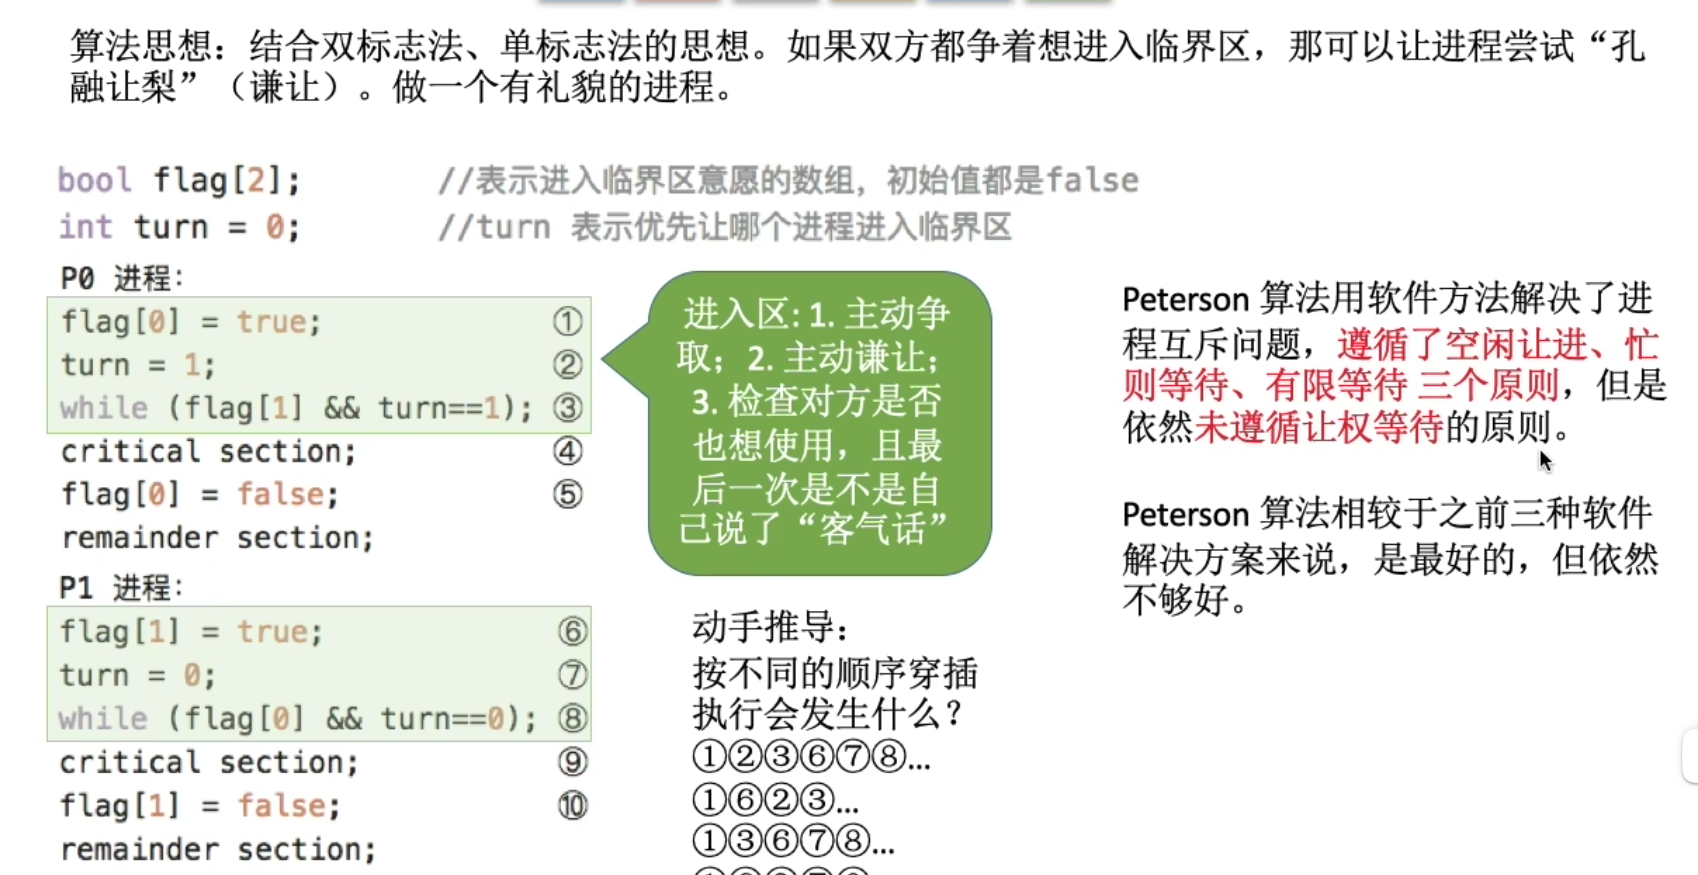 算法思想：结合双标志法、单标志法的思想。如果双方都争着想进入临界区，那可以让进程尝试“孔
融让梨”（谦让）。做一个有礼貌的进程。
bool flag[2];    //表示进入临界区意愿的数组，初始值都是false
int turn = 0;    //turn 表示优先让哪个进程进入临界区
P0 进程：
flag[0] = true; ①
turn = 1; ②
while (flag[1] && turn==1); ③
critical section; ④
flag[0] = false; ⑤
remainder section;
P1 进程：
flag[1] = true; ⑥
turn = 0; ⑦
while (flag[0] && turn==0); ⑧
critical section; ⑨
flag[1] = false; ⑩
remainder section;
进入区：1. 主动争
取；2. 主动谦让；
3. 检查对方是否
也想使用，且最
后一次是不是自
己说了“客气话”
动手推导：
按不同的顺序穿插
执行会发生什么？
①②③⑥⑦⑧...
①⑥②③...
①③⑥⑦⑧...
Peterson 算法用软件方法解决了进
程互斥问题，遵循了空闲让进、忙
则等待、有限等待 三个原则，但是
依然未遵循让权等待的原则。
Peterson 算法相较于之前三种软件
解决方案来说，是最好的，但依然
不够好。